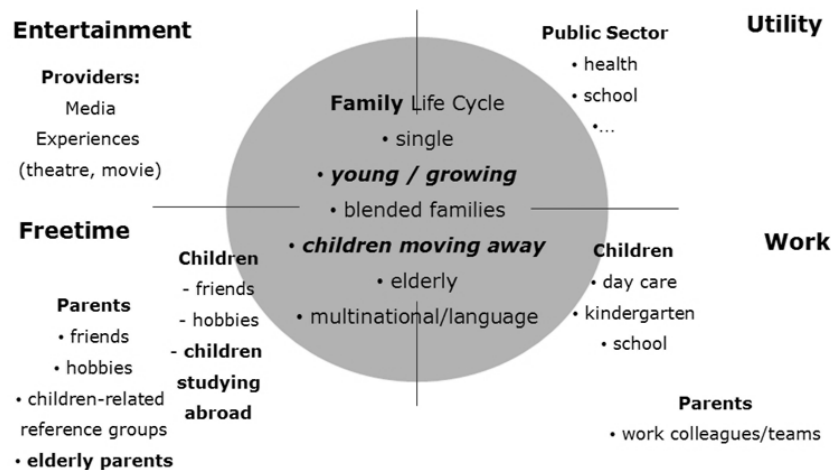 Entertainment
Providers:
Media
Experiences
(theatre, movie)
Utility
Public Sector
• health
• school
•...
Family Life Cycle
• single
• young / growing
• blended families
• children moving away
• elderly
• multinational/language
Freetime
Parents
• friends
• hobbies
• children-related
reference groups
• elderly parents
Children
- friends
- hobbies
- children
studying
abroad
Work
Children
• day care
• kindergarten
• school
Parents
• work colleagues/teams